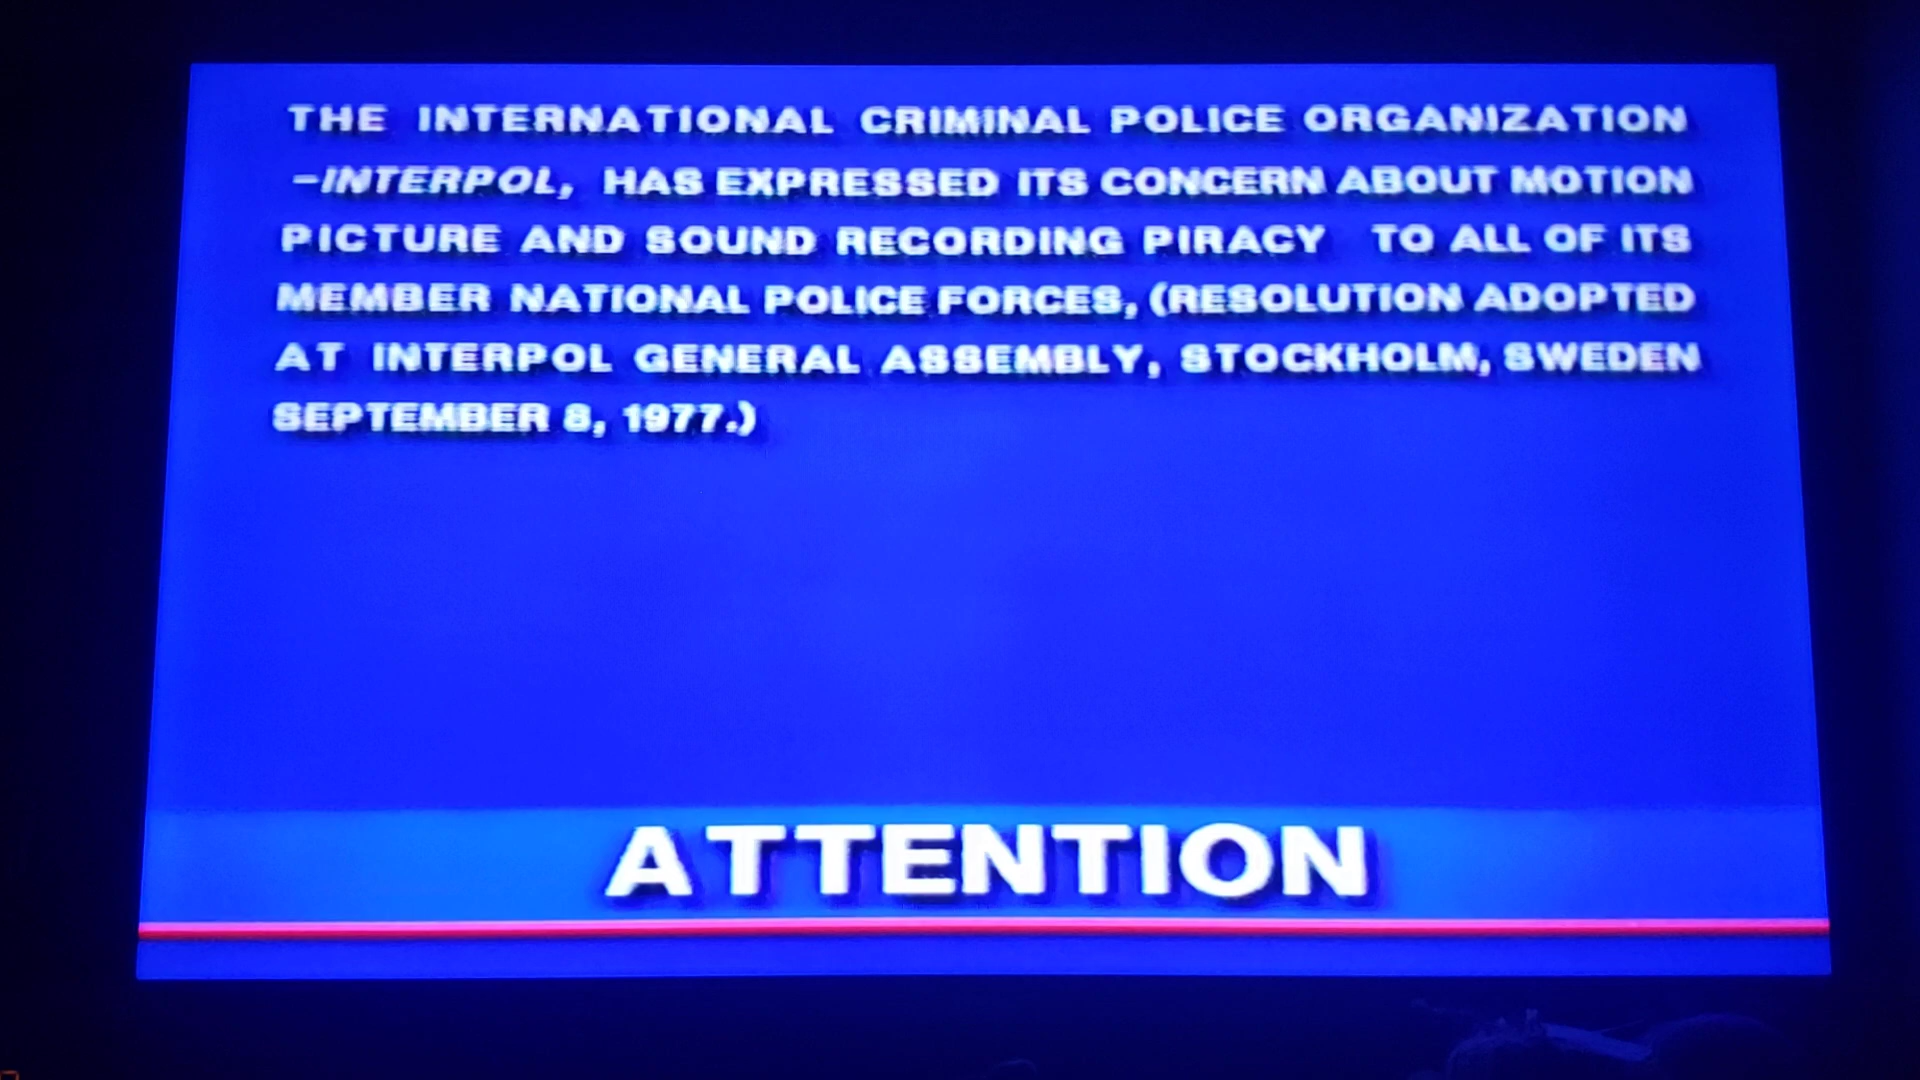 THE INTERNATIONAL CRIMINAL POLICE ORGANIZATION
-INTERPOL, HAS EXPRESSED ITS CONCERN ABOUT MOTION
PICTURE AND SOUND RECORDING PIRACY TO ALL OF ITS
MEMBER NATIONAL POLICE FORCES, (RESOLUTION ADOPTED
AT INTERPOL GENERAL ASSEMBLY, STOCKHOLM, SWEDEN
SEPTEMBER 8, 1977.)
ATTENTION